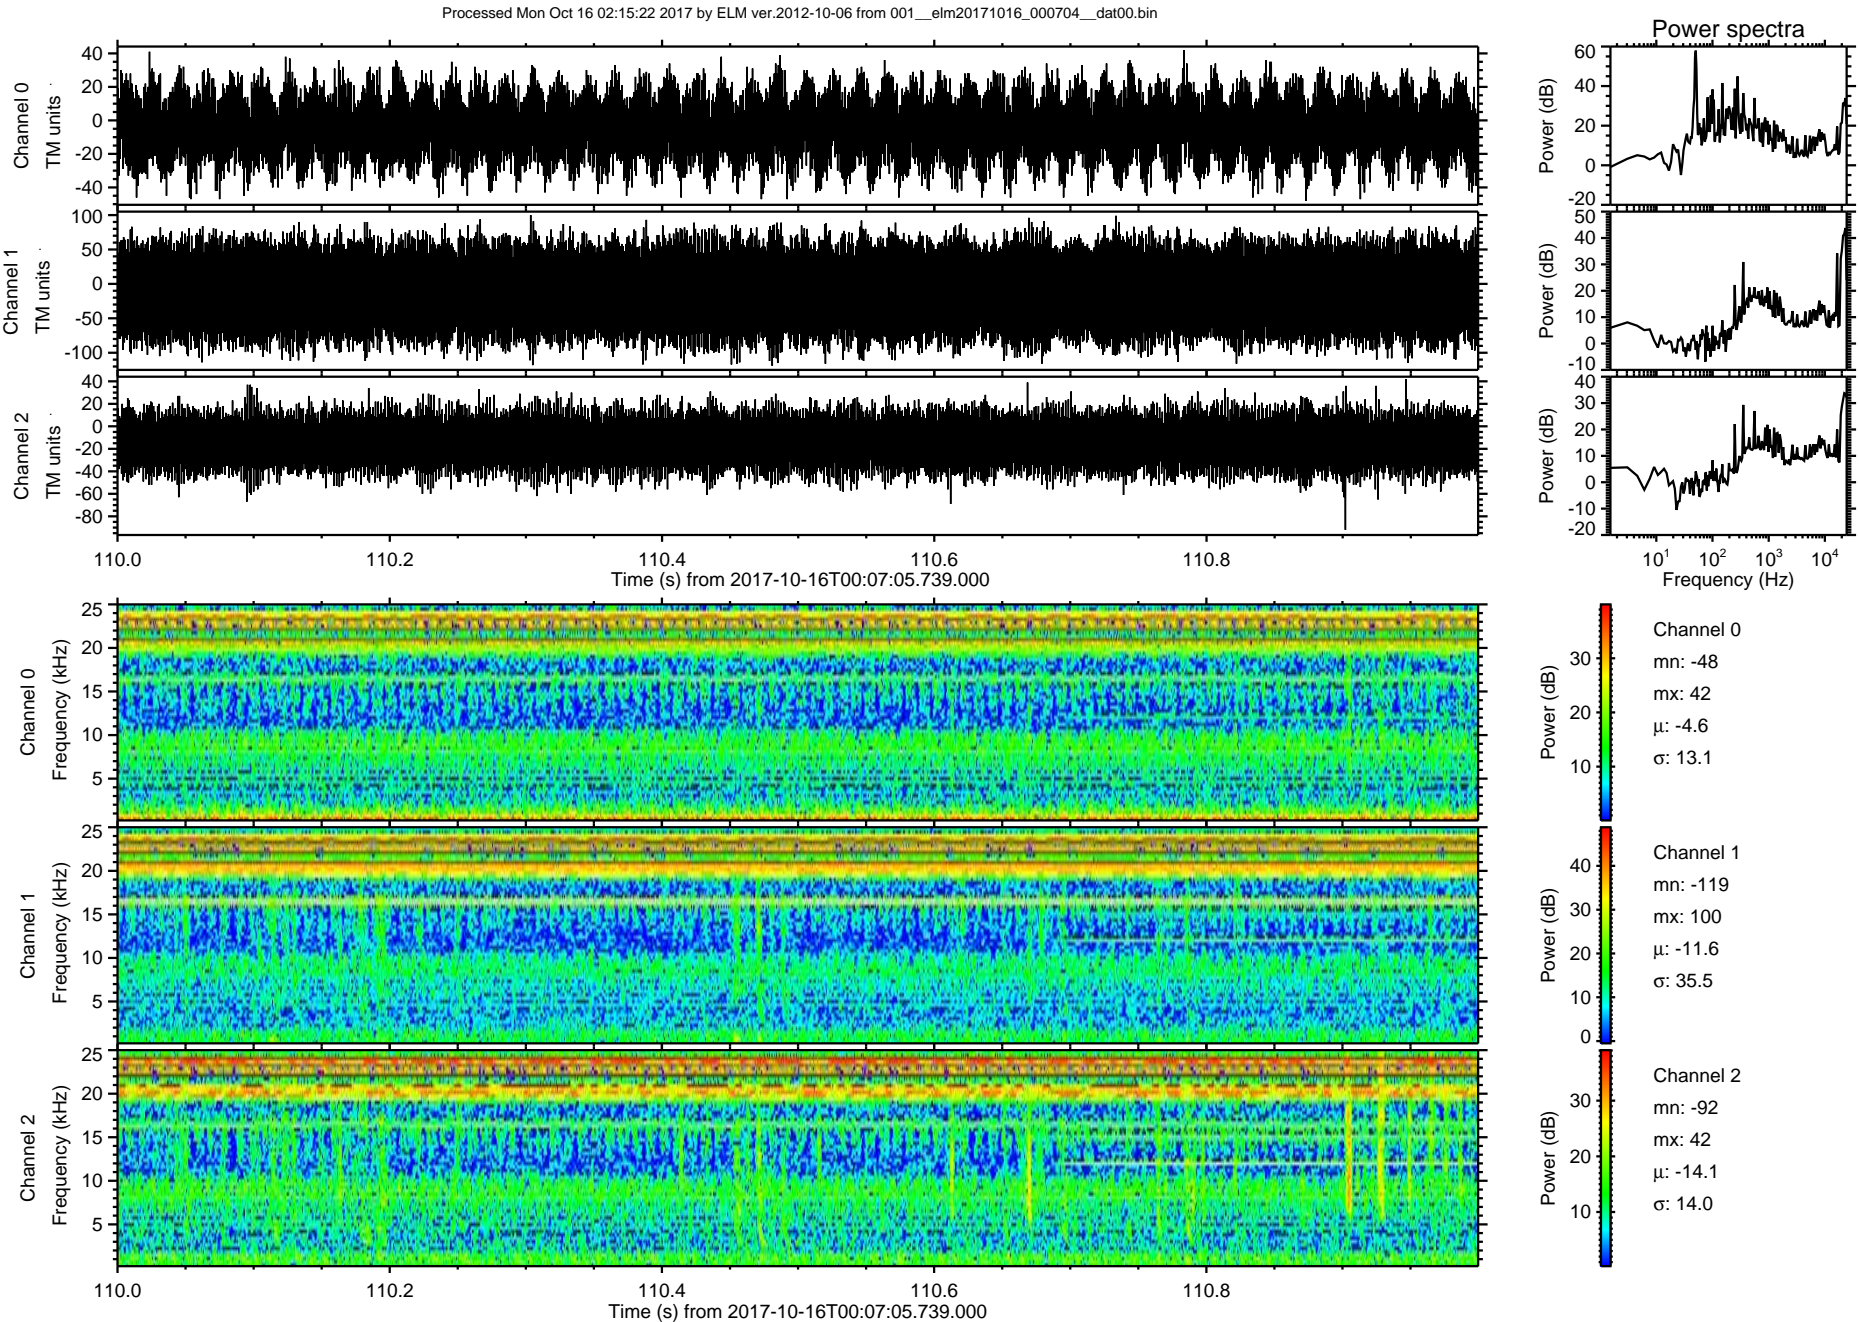 Processed Mon Oct 16 02:15:22 2017 by ELM ver.2012-10-06 from 001__elm20171016_000704__dat00.bin
Power spectra
Channel 0
TM units
40
20
0
-20
-40
Power (dB)
60
40
20
0
-20
Channel 1
TM units
100
50
0
-50
-100
Power (dB)
50
40
30
20
10
0
-10
Channel 2
TM units
40
20
0
-20
-40
-60
-80
Power (dB)
40
30
20
10
0
-10
-20
110.0 110.2 110.4 110.6 110.8
Time (s) from 2017-10-16T00:07:05.739.000
10¹ 10² 10³ 10⁴
Frequency (Hz)
Channel 0
Frequency (kHz)
25
20
15
10
5
Power (dB)
30
20
10
Channel 0
mn: -48
mx: 42
μ: -4.6
σ: 13.1
Channel 1
Frequency (kHz)
25
20
15
10
5
Power (dB)
40
30
20
10
0
Channel 1
mn: -119
mx: 100
μ: -11.6
σ: 35.5
Channel 2
Frequency (kHz)
25
20
15
10
5
Power (dB)
30
20
10
Channel 2
mn: -92
mx: 42
μ: -14.1
σ: 14.0
110.0 110.2 110.4 110.6 110.8
Time (s) from 2017-10-16T00:07:05.739.000